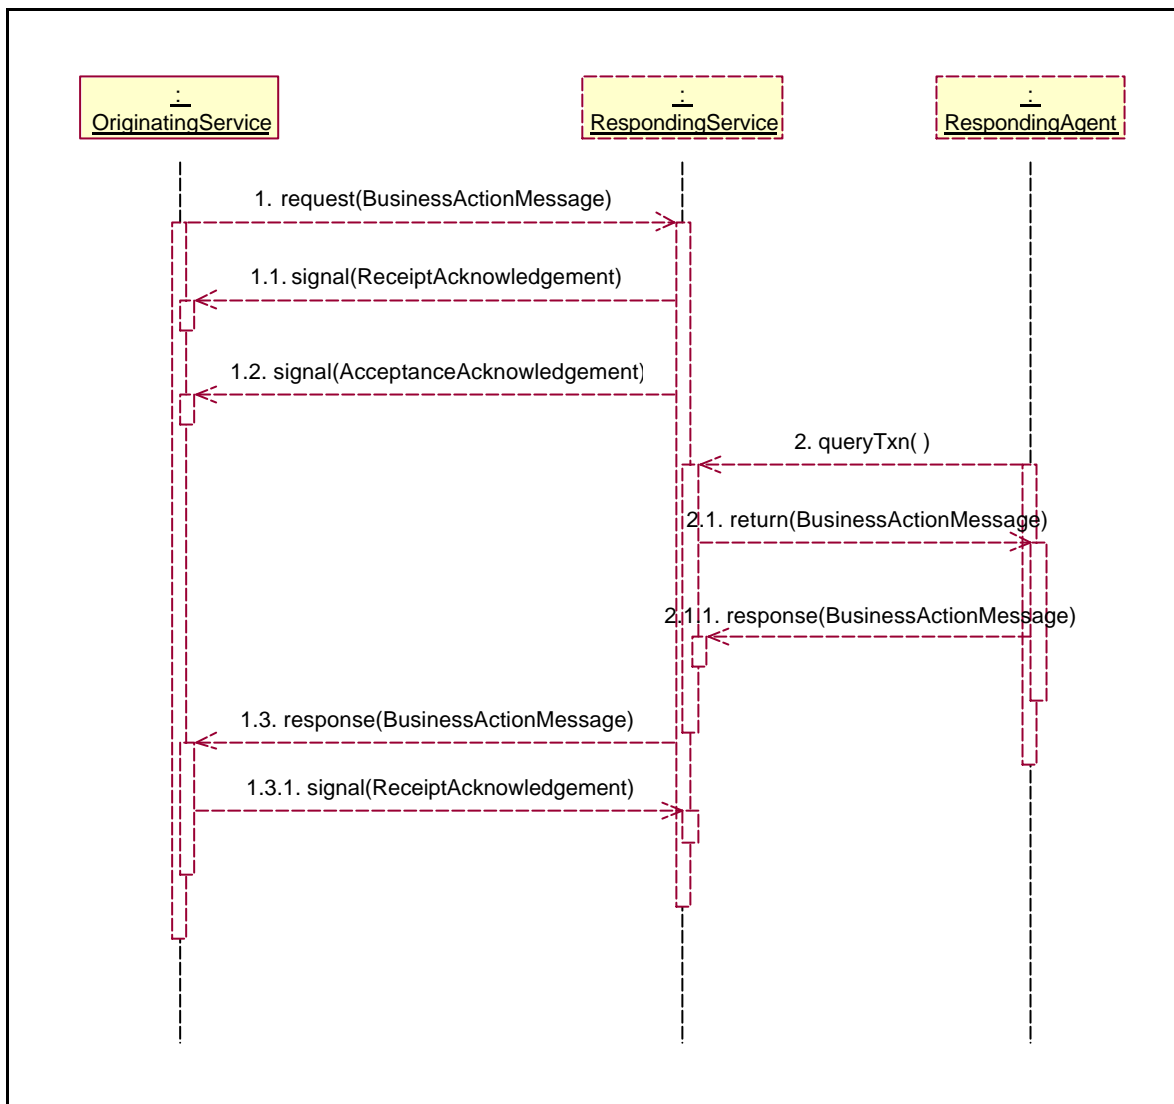 :
OriginatingService
:
RespondingService
:
RespondingAgent
1. request(BusinessActionMessage)
1.1. signal(ReceiptAcknowledgement)
1.2. signal(AcceptanceAcknowledgement)
2. queryTxn( )
2.1. return(BusinessActionMessage)
2.1.1. response(BusinessActionMessage)
1.3. response(BusinessActionMessage)
1.3.1. signal(ReceiptAcknowledgement)